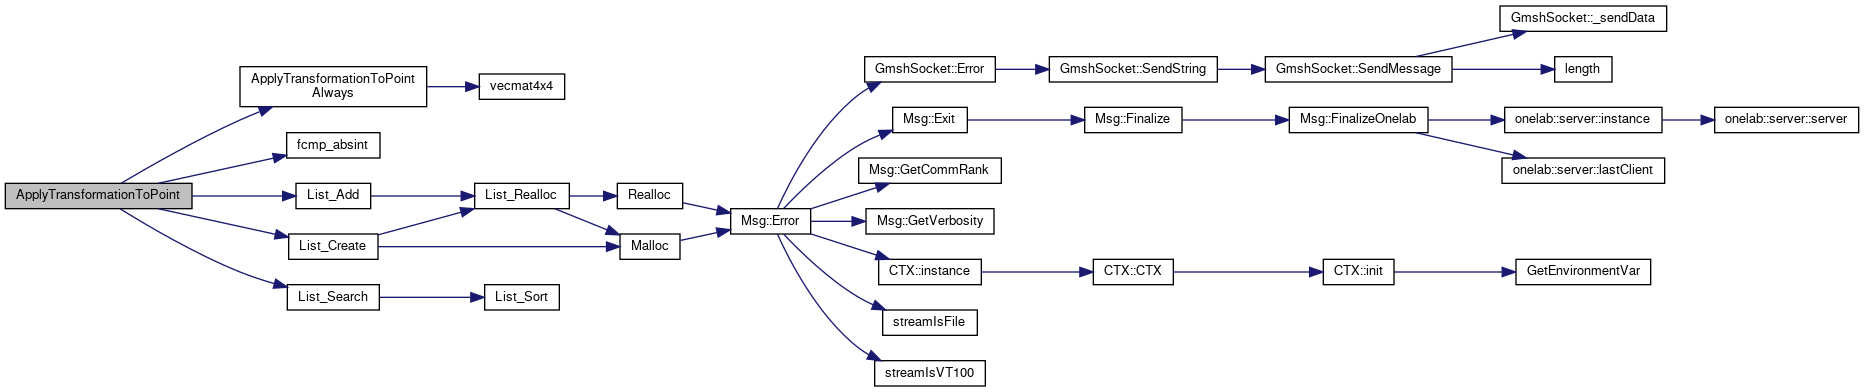 GmshSocket::_sendData
ApplyTransformationToPoint
Always
vecmat4x4
GmshSocket::Error
GmshSocket::SendString
GmshSocket::SendMessage
length
Msg::Exit
Msg::Finalize
Msg::FinalizeOnelab
onelab::server::instance
onelab::server::server
fcmp_absint
Msg::GetCommRank
onelab::server::lastClient
ApplyTransformationToPoint
List_Add
List_Realloc
Realloc
Msg::Error
Msg::GetVerbosity
List_Create
Malloc
CTX::instance
CTX::CTX
CTX::init
GetEnvironmentVar
List_Search
List_Sort
streamIsFile
streamIsVT100